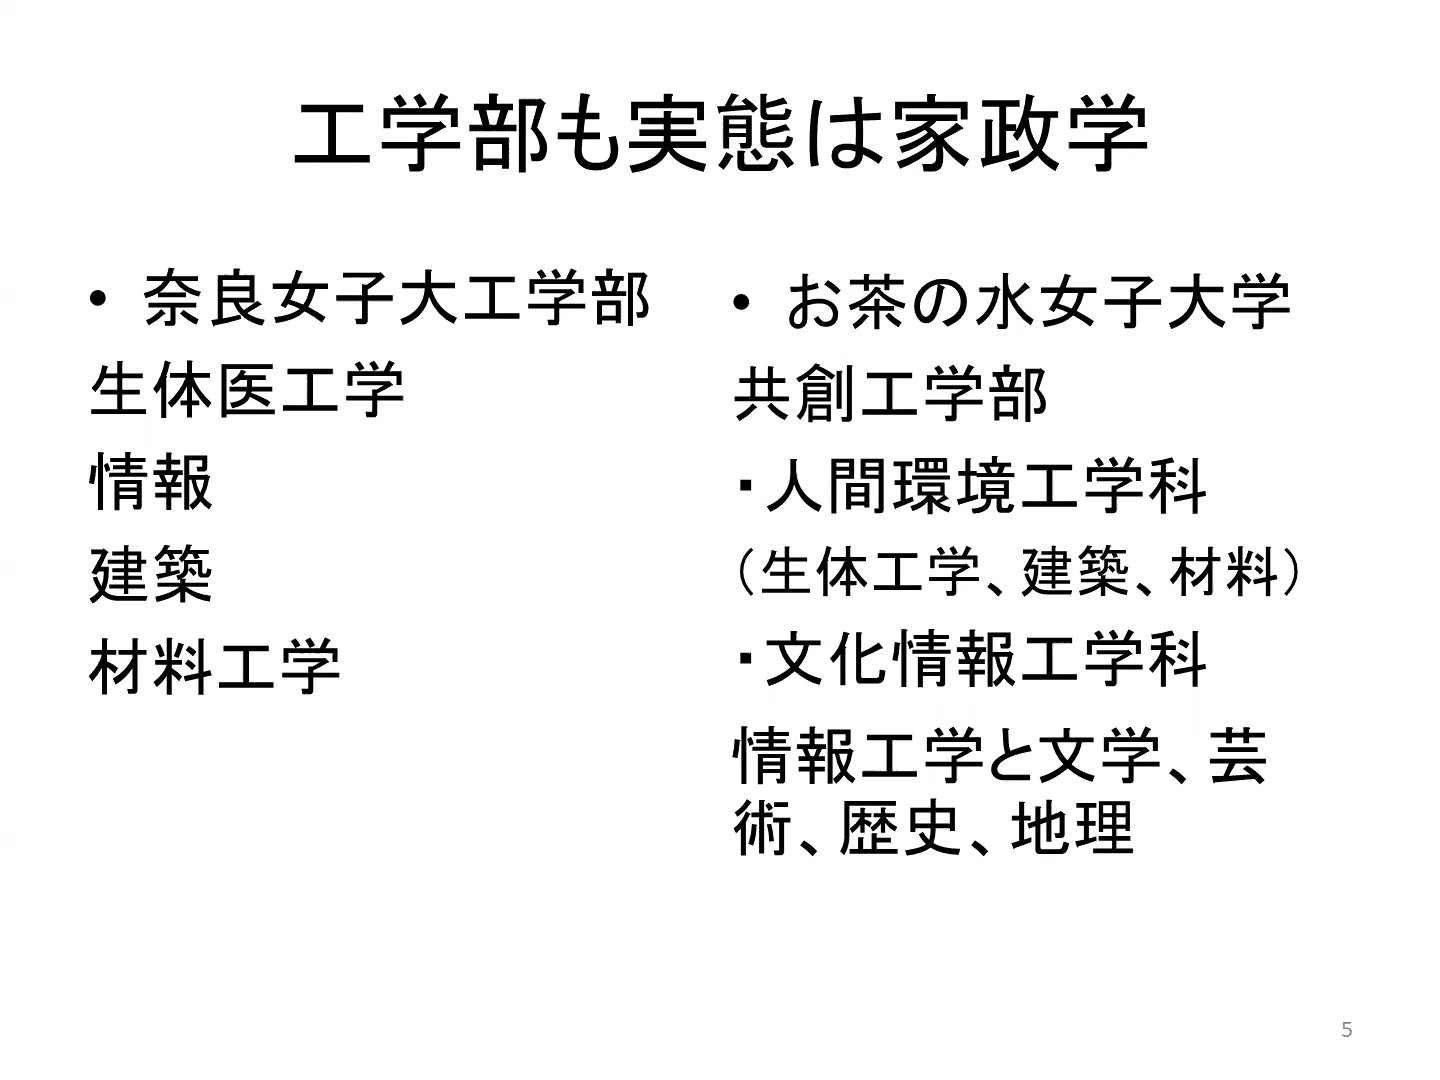 工学部も実態は家政学
• 奈良女子大工学部
生体医工学
情報
建築
材料工学
• お茶の水女子大学
共創工学部
・人間環境工学科
（生体工学、建築、材料）
・文化情報工学科
情報工学と文学、芸
術、歴史、地理
5